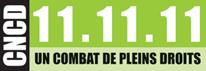 CNCD
11.11.11
UN COMBAT DE PLEINS DROITS